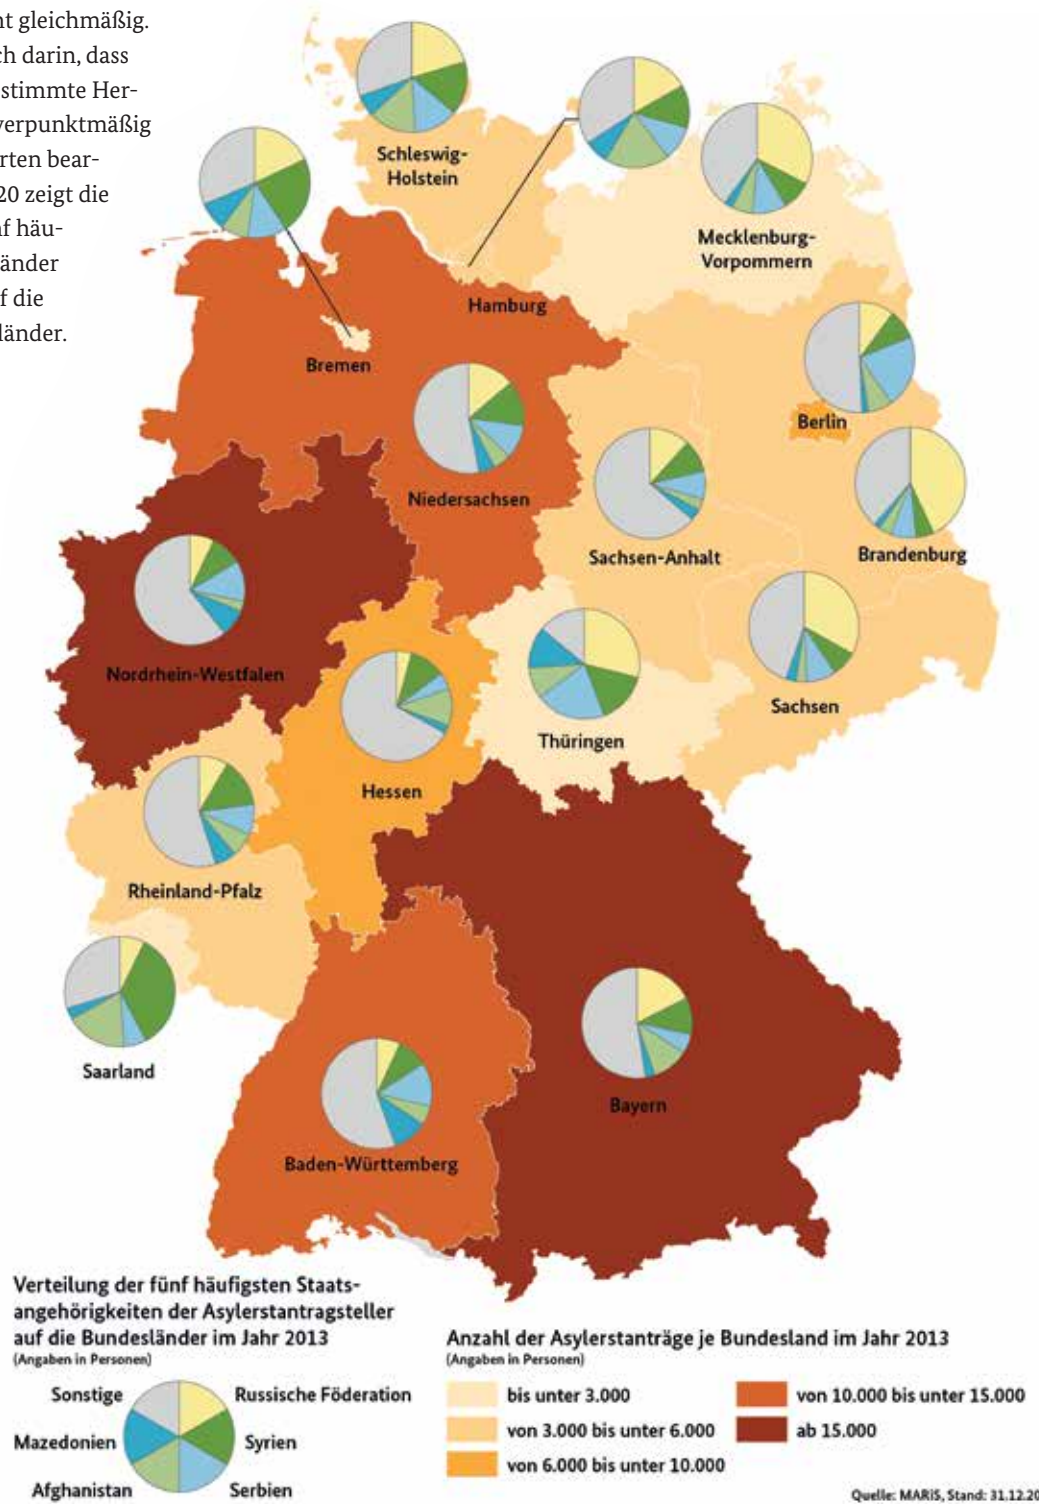 nt gleichmäßig.
ch darin, dass
stimmte Her-
verpunktmäßig
rten bear-
20 zeigt die
nf häu-
änder
f die
länder.
Schleswig-
Holstein
Mecklenburg-
Vorpommern
Hamburg
Bremen
Berlin
Niedersachsen
Sachsen-Anhalt
Brandenburg
Nordrhein-Westfalen
Sachsen
Thüringen
Hessen
Rheinland-Pfalz
Saarland
Bayern
Baden-Württemberg
Verteilung der fünf häufigsten Staats-
angehörigkeiten der Asylerstantragsteller
auf die Bundesländer im Jahr 2013
(Angaben in Personen)
Sonstige
Russische Föderation
Mazedonien
Syrien
Afghanistan
Serbien
Anzahl der Asylerstanträge je Bundesland im Jahr 2013
(Angaben in Personen)
bis unter 3.000
von 3.000 bis unter 6.000
von 6.000 bis unter 10.000
von 10.000 bis unter 15.000
ab 15.000
Quelle: MARiS, Stand: 31.12.20